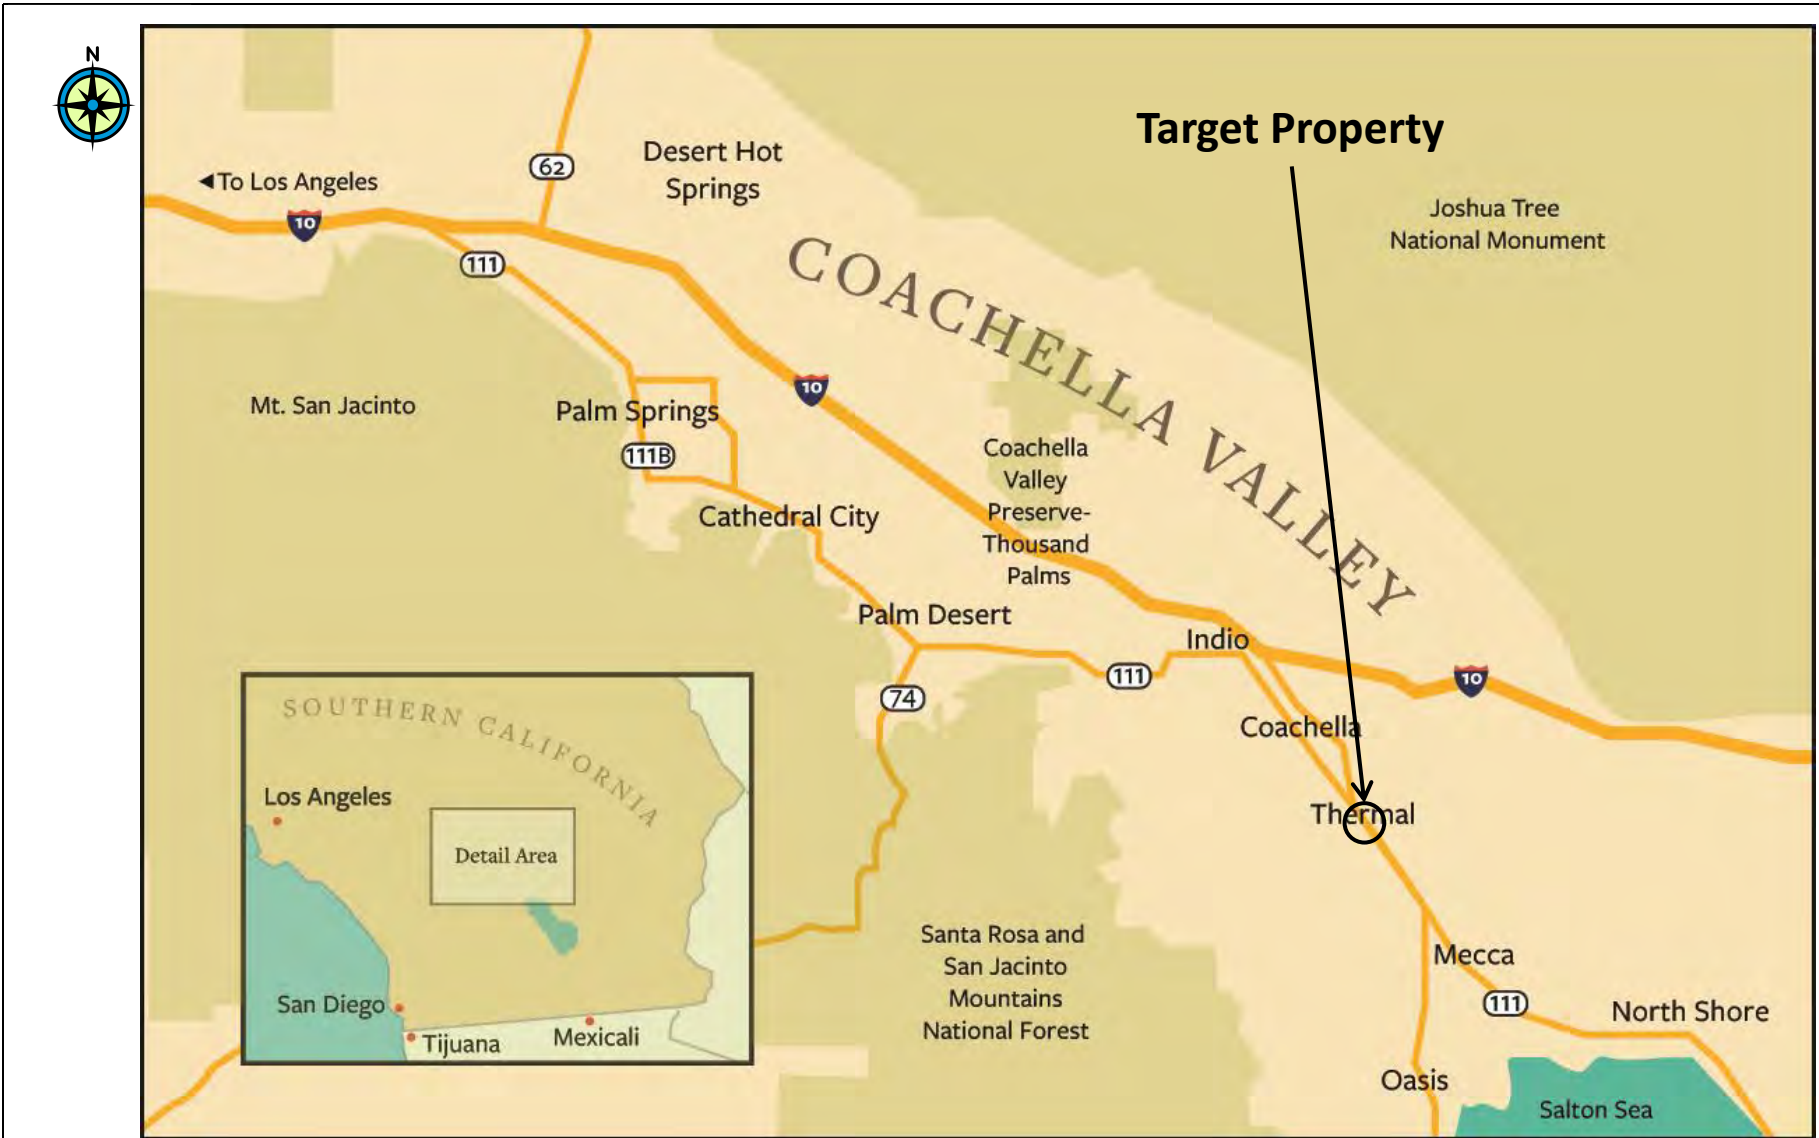 N
Target Property
Desert Hot
Springs
62
◄To Los Angeles
10
111
Joshua Tree
National Monument
COACHELLA VALLEY
10
Mt. San Jacinto
Palm Springs
111B
Coachella
Valley
Preserve-
Thousand
Palms
Cathedral City
Palm Desert
Indio
111
10
74
Coachella
Thermal
SOUTHERN CALIFORNIA
Los Angeles
Detail Area
San Diego
Tijuana
Mexicali
Santa Rosa and
San Jacinto
Mountains
National Forest
Mecca
111
North Shore
Oasis
Salton Sea